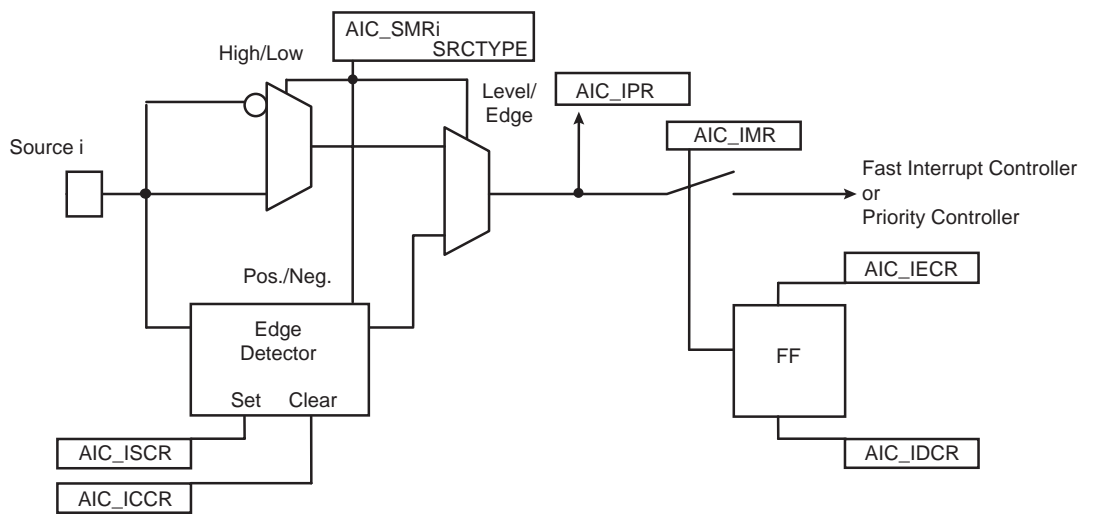 AIC_SMRi
SRCTYPE
High/Low
Level/
Edge
AIC_IPR
AIC_IMR
Source i
Fast Interrupt Controller
or
Priority Controller
Pos./Neg.
AIC_IECR
Edge
Detector
FF
Set Clear
AIC_ISCR
AIC_IDCR
AIC_ICCR